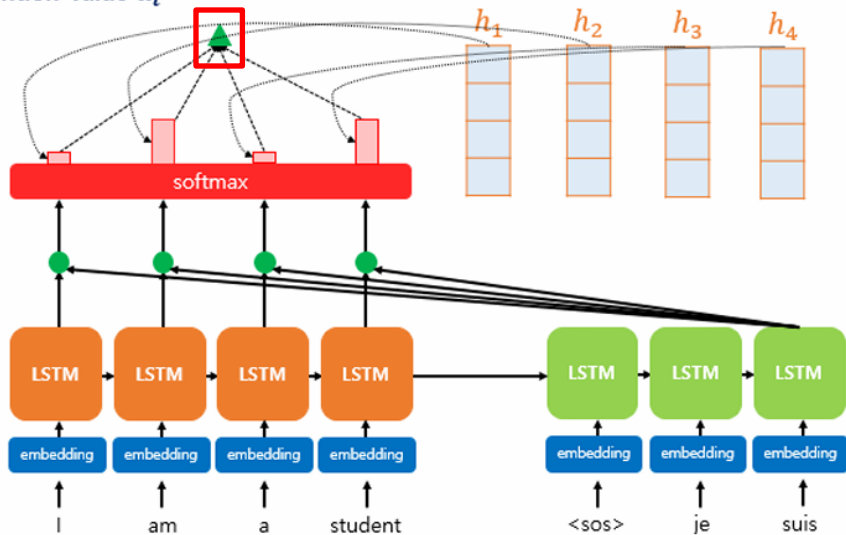 h₁ h₂ h₃ h₄
softmax
LSTM LSTM LSTM LSTM LSTM LSTM LSTM
embedding embedding embedding embedding embedding embedding embedding
I am a student <sos> je suis